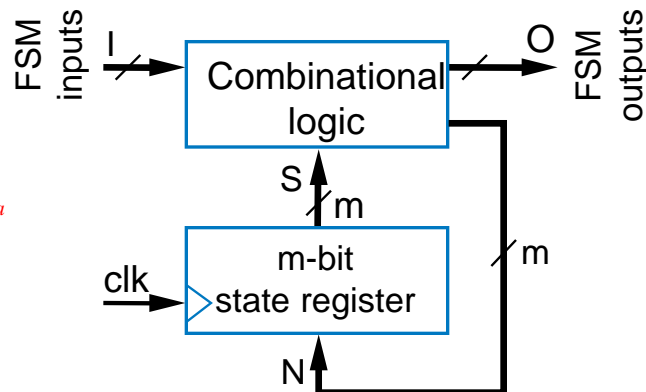 FSM
inputs
I
Combinational
logic
O
FSM
outputs
S
m
a
m-bit
state register
clk
m
N